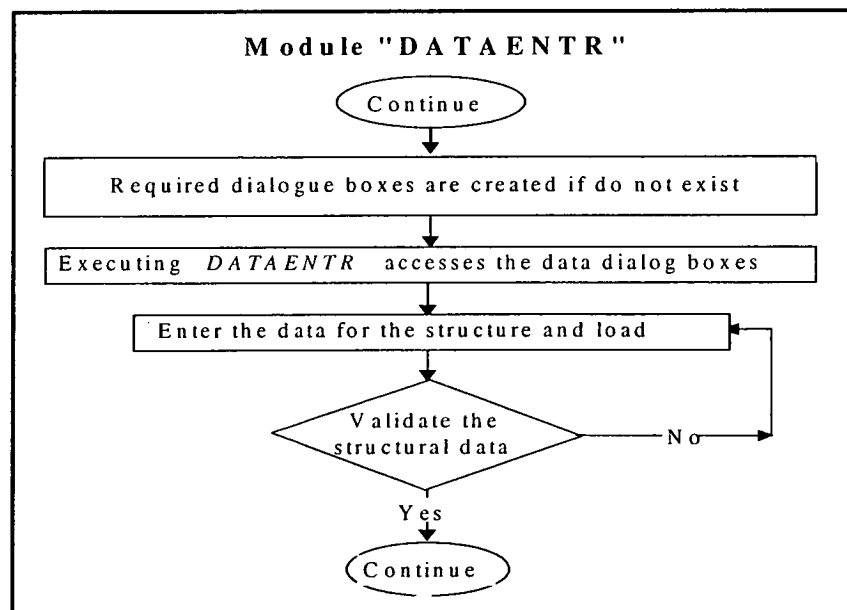 Module "DATAENTR"
Continue
Required dialogue boxes are created if do not exist
Executing DATAENTR accesses the data dialog boxes
Enter the data for the structure and load
Validate the
structural data
No
Yes
Continue